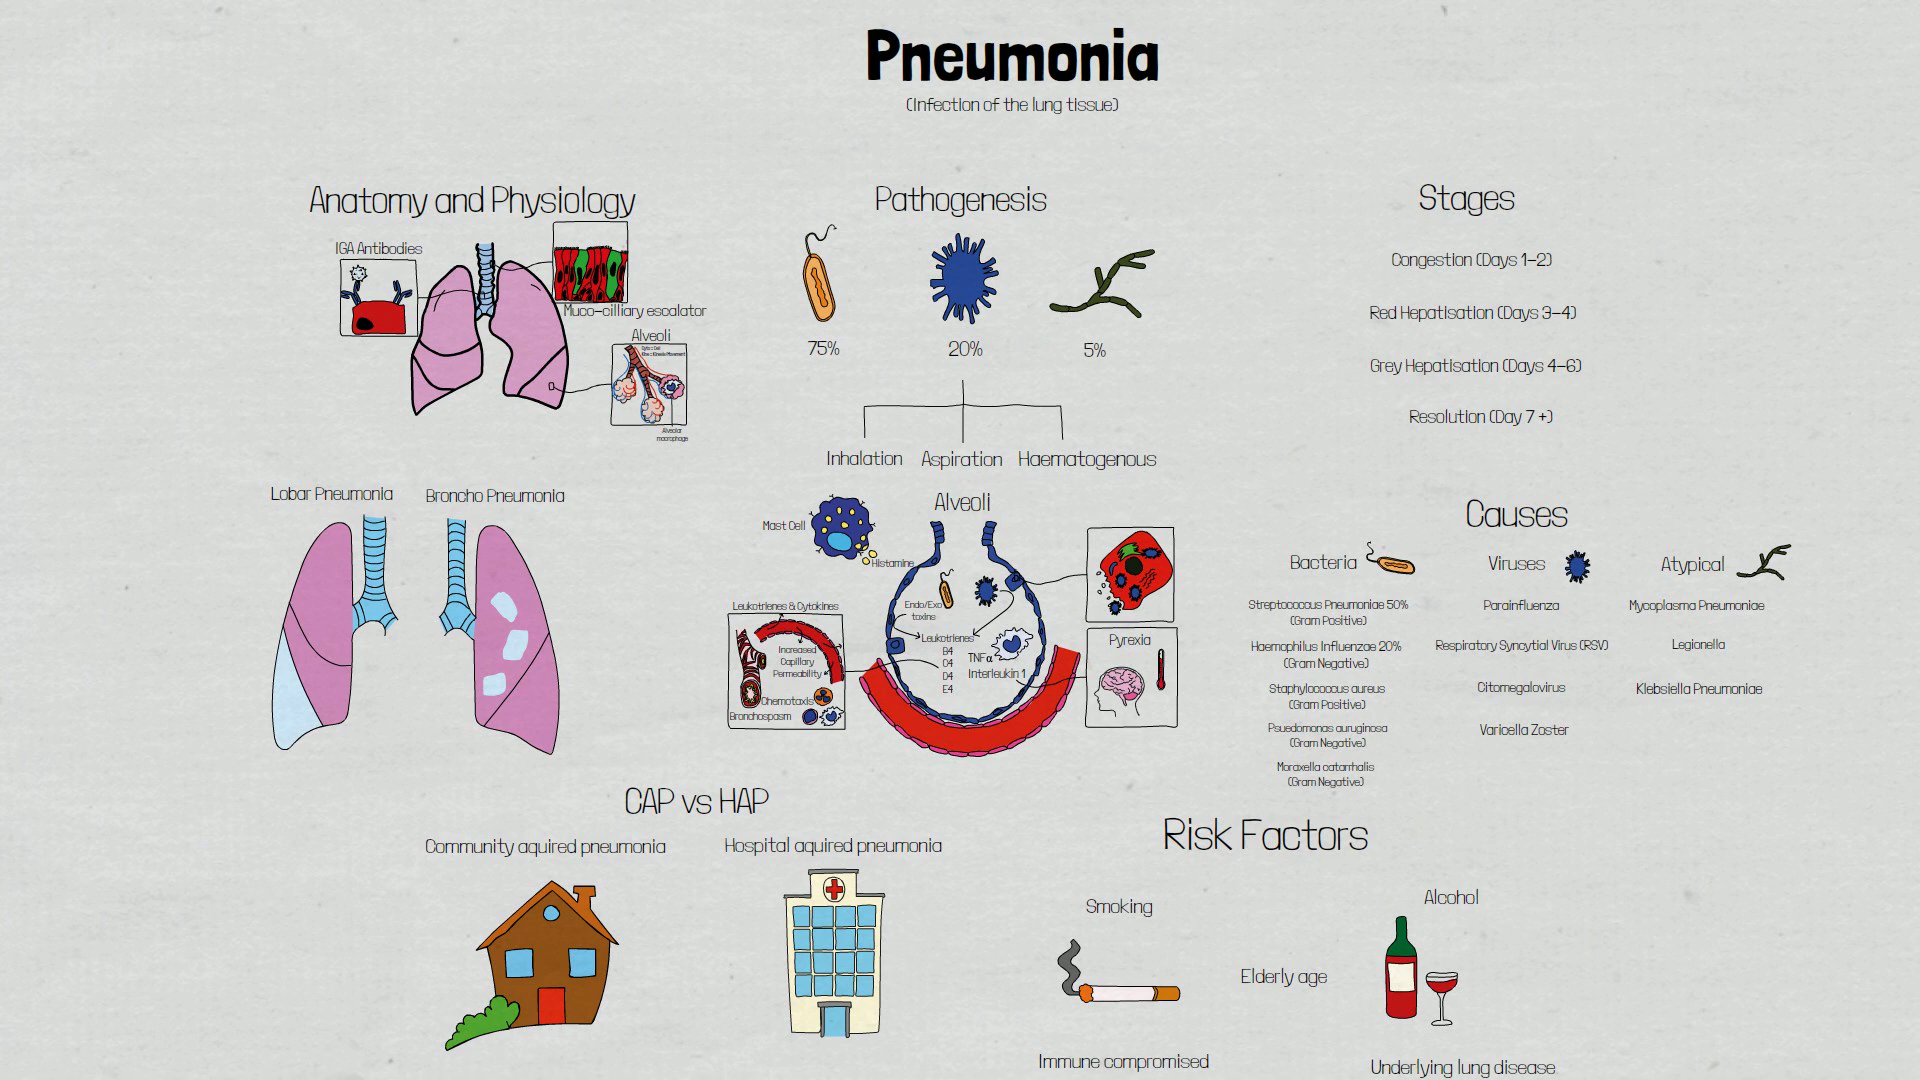 Pneumonia
(Infection of the lung tissue)
Anatomy and Physiology
IGA Antibodies
Muco-cilliary escalator
Alveoli
Alveolar
macrophage
Lobar Pneumonia
Broncho Pneumonia
Pathogenesis
75%
20%
5%
Inhalation
Aspiration
Haematogenous
Alveoli
Mast Cell
Histamine
Endo/Exo
toxins
Leukotrienes
B4
D4
D4
E4
TNFα
Interleukin 1
Leukotrienes & Cytokines
Increased
Capillary
Permeability
Chemotaxis
Bronchospasm
Pyrexia
Stages
Congestion (Days 1-2)
Red Hepatisation (Days 3-4)
Grey Hepatisation (Days 4-6)
Resolution (Day 7 +)
Causes
Bacteria
Streptococcus Pneumoniae 50%
(Gram Positive)
Haemophilus Influenzae 20%
(Gram Negative)
Staphylococcus aureus
(Gram Positive)
Psuedomonas auruginosa
(Gram Negative)
Moraxella catarrhalis
(Gram Negative)
Viruses
Parainfluenza
Respiratory Syncytial Virus (RSV)
Citomegalovirus
Varicella Zoster
Atypical
Mycoplasma Pneumoniae
Legionella
Klebsiella Pneumoniae
CAP vs HAP
Community aquired pneumonia
Hospital aquired pneumonia
Risk Factors
Smoking
Alcohol
Elderly age
Immune compromised
Underlying lung disease